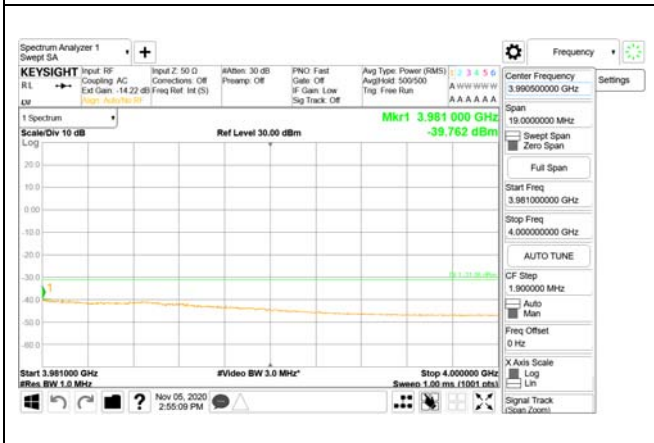 Spectrum Analyzer 1
Swept SA
+
Frequency
KEYSIGHT
Input: RF
Coupling: AC
Ext Gain: -14.22 dB
Align: Auto/No RF
Input Z: 50 Ω
Corrections: Off
Freq Ref: Int (S)
#Atten: 30 dB
Preamp: Off
PNO: Fast
Gate: Off
IF Gain: Low
Sig Track: Off
Avg Type: Power (RMS)
Avg|Hold: 500/500
Trig: Free Run
1 2 3 4 5 6
A W W W W W
A A A A A A
RL
1 Spectrum
Scale/Div 10 dB
Log
Ref Level 30.00 dBm
Mkr1 3.981 000 GHz
-39.762 dBm
20.0
10.0
0.00
-10.0
-20.0
-30.0
-40.0
-50.0
-60.0
1
Start 3.981000 GHz
#Res BW 1.0 MHz
#Video BW 3.0 MHz*
Stop 4.000000 GHz
Sweep 1.00 ms (1001 pts)
Center Frequency
3.990500000 GHz
Settings
Span
19.0000000 MHz
Swept Span
Zero Span
Full Span
Start Freq
3.981000000 GHz
Stop Freq
4.000000000 GHz
AUTO TUNE
CF Step
1.900000 MHz
Auto
Man
Freq Offset
0 Hz
X Axis Scale
Log
Lin
Signal Track
(Span Zoom)
?
Nov 05, 2020
2:55:09 PM